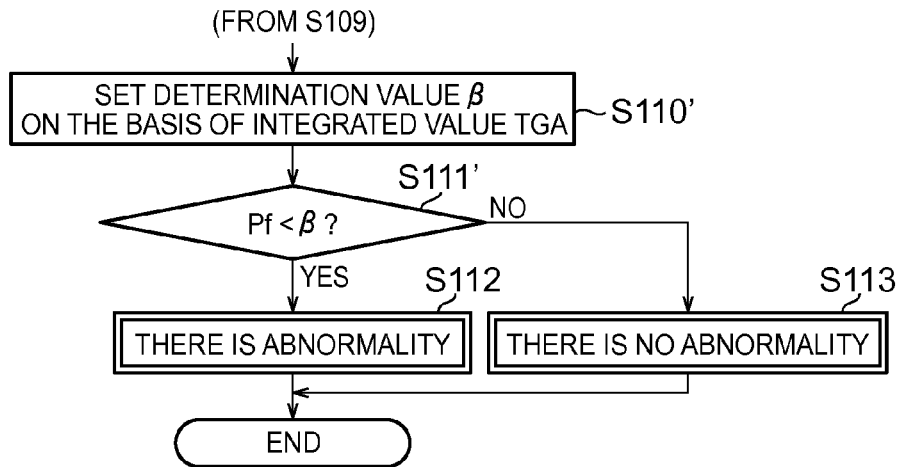 (FROM S109)
SET DETERMINATION VALUE β
ON THE BASIS OF INTEGRATED VALUE TGA
S110'
S111'
Pf < β ?
NO
YES
S112
S113
THERE IS ABNORMALITY
THERE IS NO ABNORMALITY
END